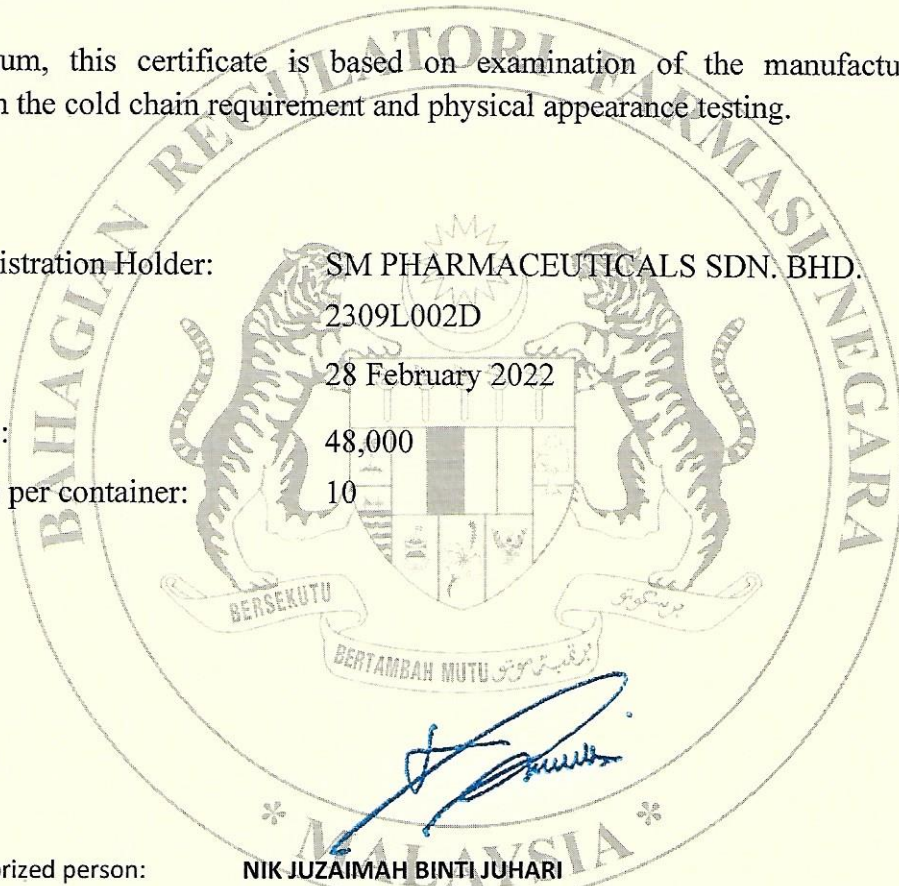 um, this certificate is based on examination of the manufactu
n the cold chain requirement and physical appearance testing.
BAHAGIAN REGULATORI FARMASI NEGARA
istration Holder: SM PHARMACEUTICALS SDN. BHD.
2309L002D
28 February 2022
: 48,000
per container: 10
BERSEKUTU
BERTAMBAH MUTU
* MALAYSIA *
rized person: NIK JUZAIMAH BINTI JUHARI